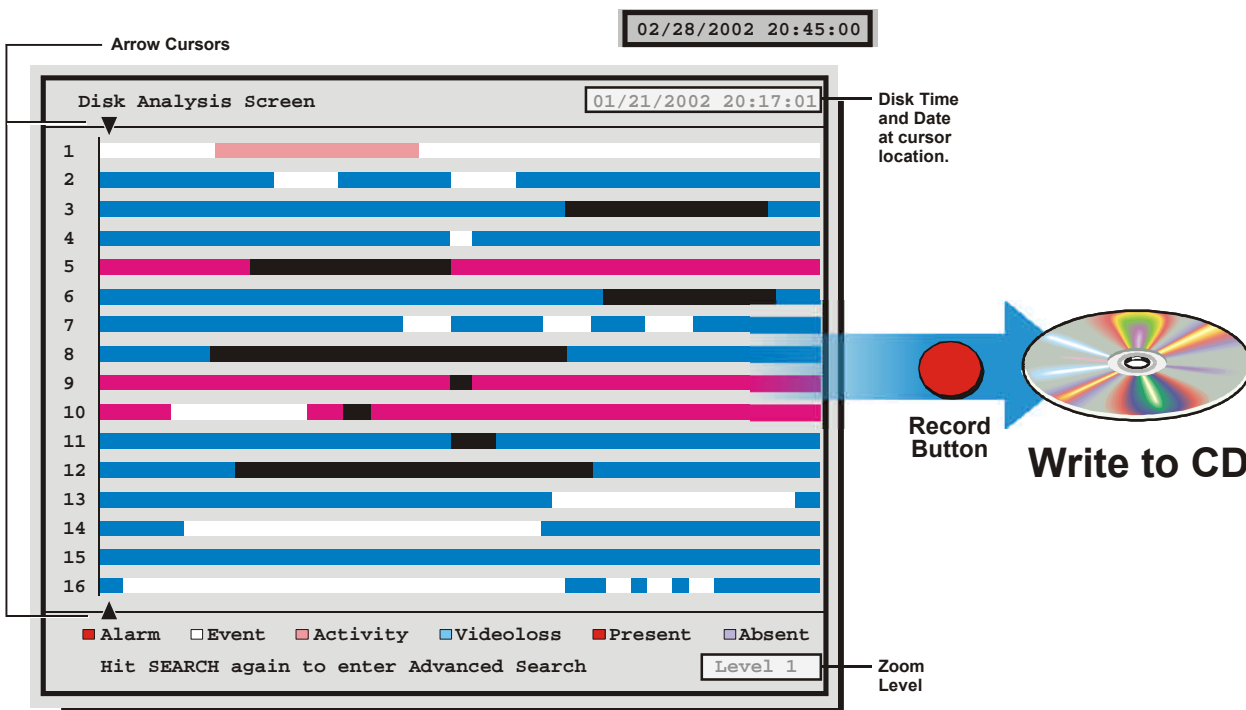 02/28/2002 20:45:00
Arrow Cursors
Disk Analysis Screen
01/21/2002 20:17:01
Disk Time
and Date
at cursor
location.
1
2
3
4
5
6
7
8
9
10
11
12
13
14
15
16
Record
Button
Write to CD
Alarm Event Activity Videoloss Present Absent
Hit SEARCH again to enter Advanced Search
Level 1
Zoom
Level